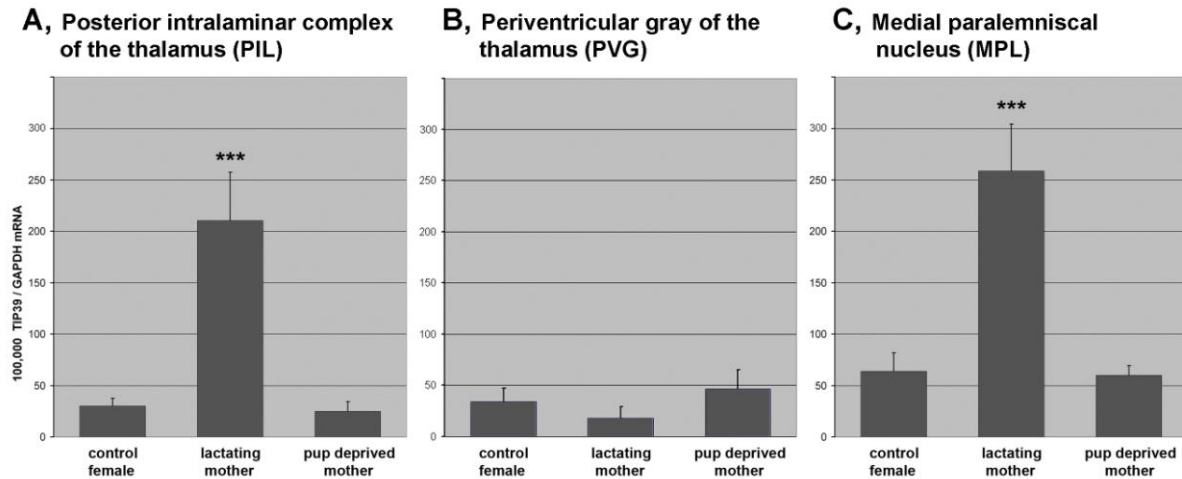 A, Posterior intralaminar complex
of the thalamus (PIL)
100,000 TIP39 / GAPDH mRNA
300
250
200
150
100
50
0
***
control
female
lactating
mother
pup deprived
mother
B, Periventricular gray of the
thalamus (PVG)
300
250
200
150
100
50
0
control
female
lactating
mother
pup deprived
mother
C, Medial paralemniscal
nucleus (MPL)
300
250
200
150
100
50
0
***
control
female
lactating
mother
pup deprived
mother